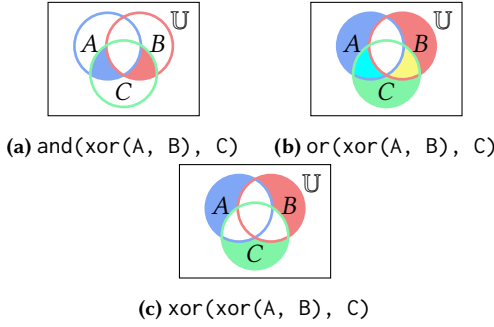 A B 𝕌
C
A B 𝕌
C
(a) and(xor(A, B), C) (b) or(xor(A, B), C)
A B 𝕌
C
(c) xor(xor(A, B), C)